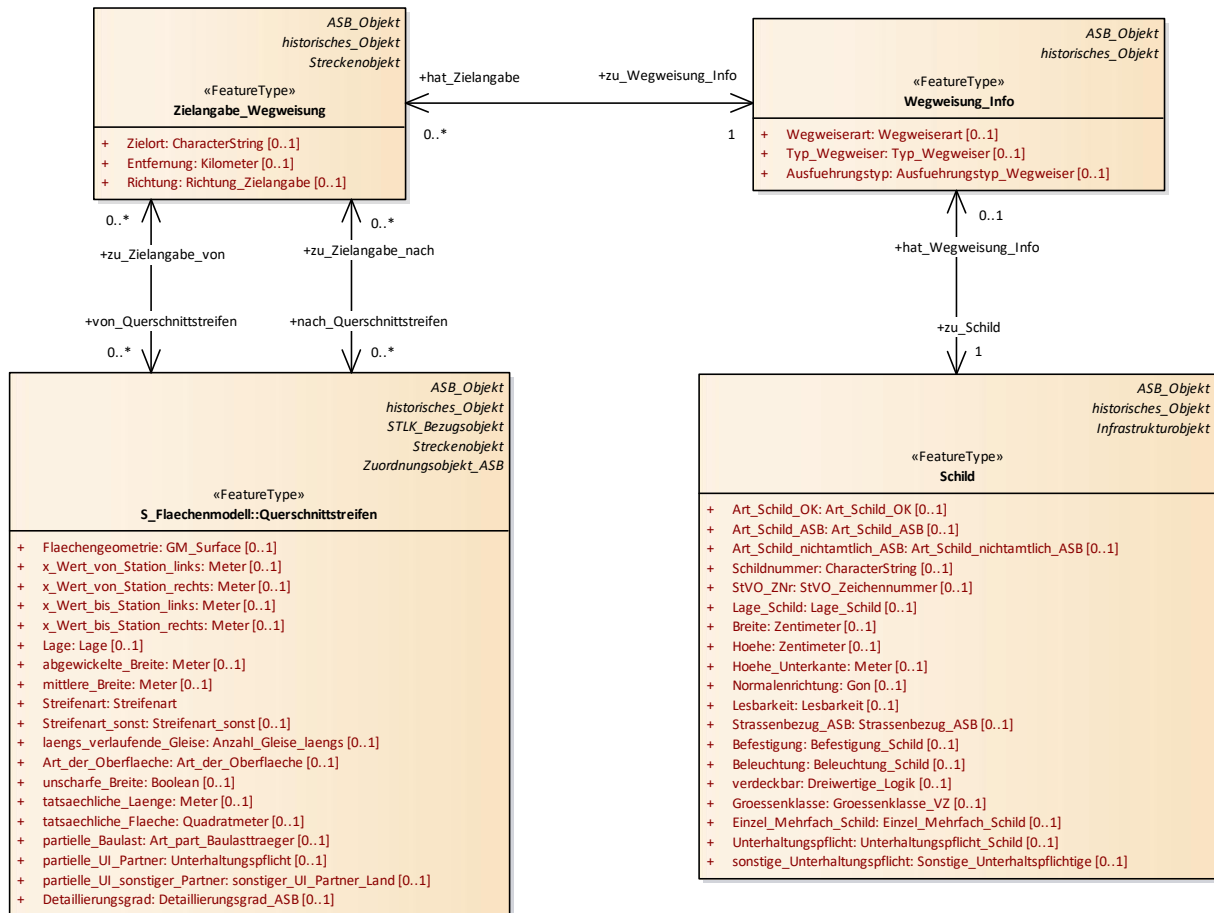 ASB_Objekt
historisches_Objekt
Streckenobjekt
«FeatureType»
Zielangabe_Wegweisung
+ Zielort: CharacterString [0..1]
+ Entfernung: Kilometer [0..1]
+ Richtung: Richtung_Zielangabe [0..1]
+hat_Zielangabe
0..*
+zu_Wegweisung_Info
1
ASB_Objekt
historisches_Objekt
«FeatureType»
Wegweisung_Info
+ Wegweiserart: Wegweiserart [0..1]
+ Typ_Wegweiser: Typ_Wegweiser [0..1]
+ Ausfuehrungstyp: Ausfuehrungstyp_Wegweiser [0..1]
0..*
+zu_Zielangabe_von
+von_Querschnittstreifen
0..*
0..*
+zu_Zielangabe_nach
+nach_Querschnittstreifen
0..*
0..1
+hat_Wegweisung_Info
+zu_Schild
1
ASB_Objekt
historisches_Objekt
STLK_Bezugsobjekt
Streckenobjekt
Zuordnungsobjekt_ASB
«FeatureType»
S_Flaechenmodell::Querschnittstreifen
+ Flaechengeometrie: GM_Surface [0..1]
+ x_Wert_von_Station_links: Meter [0..1]
+ x_Wert_von_Station_rechts: Meter [0..1]
+ x_Wert_bis_Station_links: Meter [0..1]
+ x_Wert_bis_Station_rechts: Meter [0..1]
+ Lage: Lage [0..1]
+ abgewickelte_Breite: Meter [0..1]
+ mittlere_Breite: Meter [0..1]
+ Streifenart: Streifenart
+ Streifenart_sonst: Streifenart_sonst [0..1]
+ laengs_verlaufende_Gleise: Anzahl_Gleise_laengs [0..1]
+ Art_der_Oberflaeche: Art_der_Oberflaeche [0..1]
+ unscharfe_Breite: Boolean [0..1]
+ tatsaechliche_Laenge: Meter [0..1]
+ tatsaechliche_Flaeche: Quadratmeter [0..1]
+ partielle_Baulast: Art_part_Baulasttraeger [0..1]
+ partielle_UI_Partner: Unterhaltungspflicht [0..1]
+ partielle_UI_sonstiger_Partner: sonstiger_UI_Partner_Land [0..1]
+ Detaillierungsgrad: Detaillierungsgrad_ASB [0..1]
ASB_Objekt
historisches_Objekt
Infrastrukturobjekt
«FeatureType»
Schild
+ Art_Schild_OK: Art_Schild_OK [0..1]
+ Art_Schild_ASB: Art_Schild_ASB [0..1]
+ Art_Schild_nichtamtlich_ASB: Art_Schild_nichtamtlich_ASB [0..1]
+ Schildnummer: CharacterString [0..1]
+ StVO_ZNr: StVO_Zeichennummer [0..1]
+ Lage_Schild: Lage_Schild [0..1]
+ Breite: Zentimeter [0..1]
+ Hoehe: Zentimeter [0..1]
+ Hoehe_Unterkante: Meter [0..1]
+ Normalenrichtung: Gon [0..1]
+ Lesbarkeit: Lesbarkeit [0..1]
+ Strassenbezug_ASB: Strassenbezug_ASB [0..1]
+ Befestigung: Befestigung_Schild [0..1]
+ Beleuchtung: Beleuchtung_Schild [0..1]
+ verdeckbar: Dreiwertige_Logik [0..1]
+ Groessenklasse: Groessenklasse_VZ [0..1]
+ Einzel_Mehrfach_Schild: Einzel_Mehrfach_Schild [0..1]
+ Unterhaltungspflicht: Unterhaltungspflicht_Schild [0..1]
+ sonstige_Unterhaltungspflicht: Sonstige_Unterhaltspflichtige [0..1]